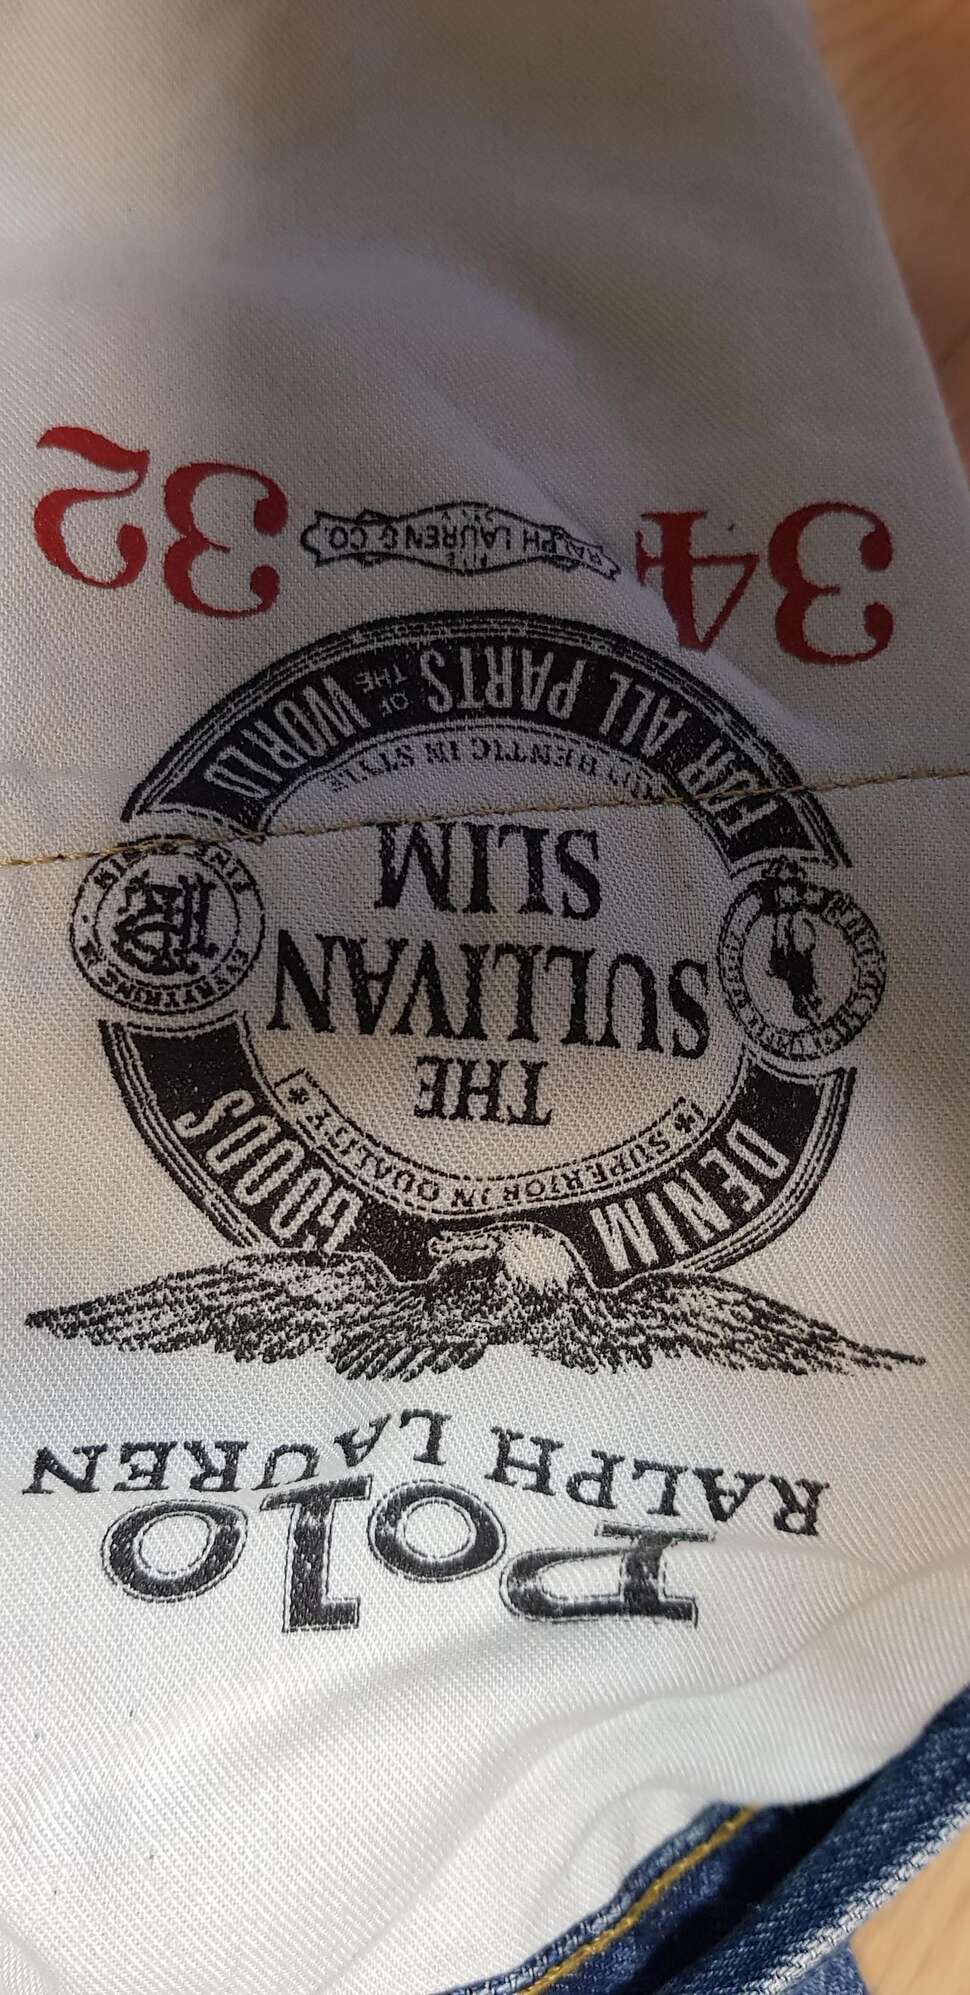 Polo
RALPH LAUREN
DENIM GOODS
* SUPERIOR IN QUALITY *
THE
SULLIVAN
SLIM
AUTHENTIC IN STYLE
FOR ALL PARTS OF THE WORLD
34
RALPH LAUREN & CO.
32